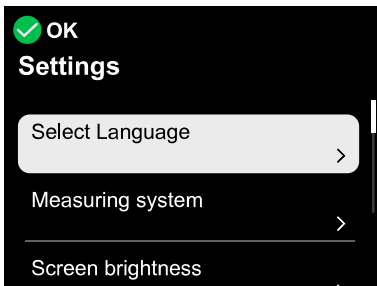 OK
Settings
Select Language
Measuring system
Screen brightness